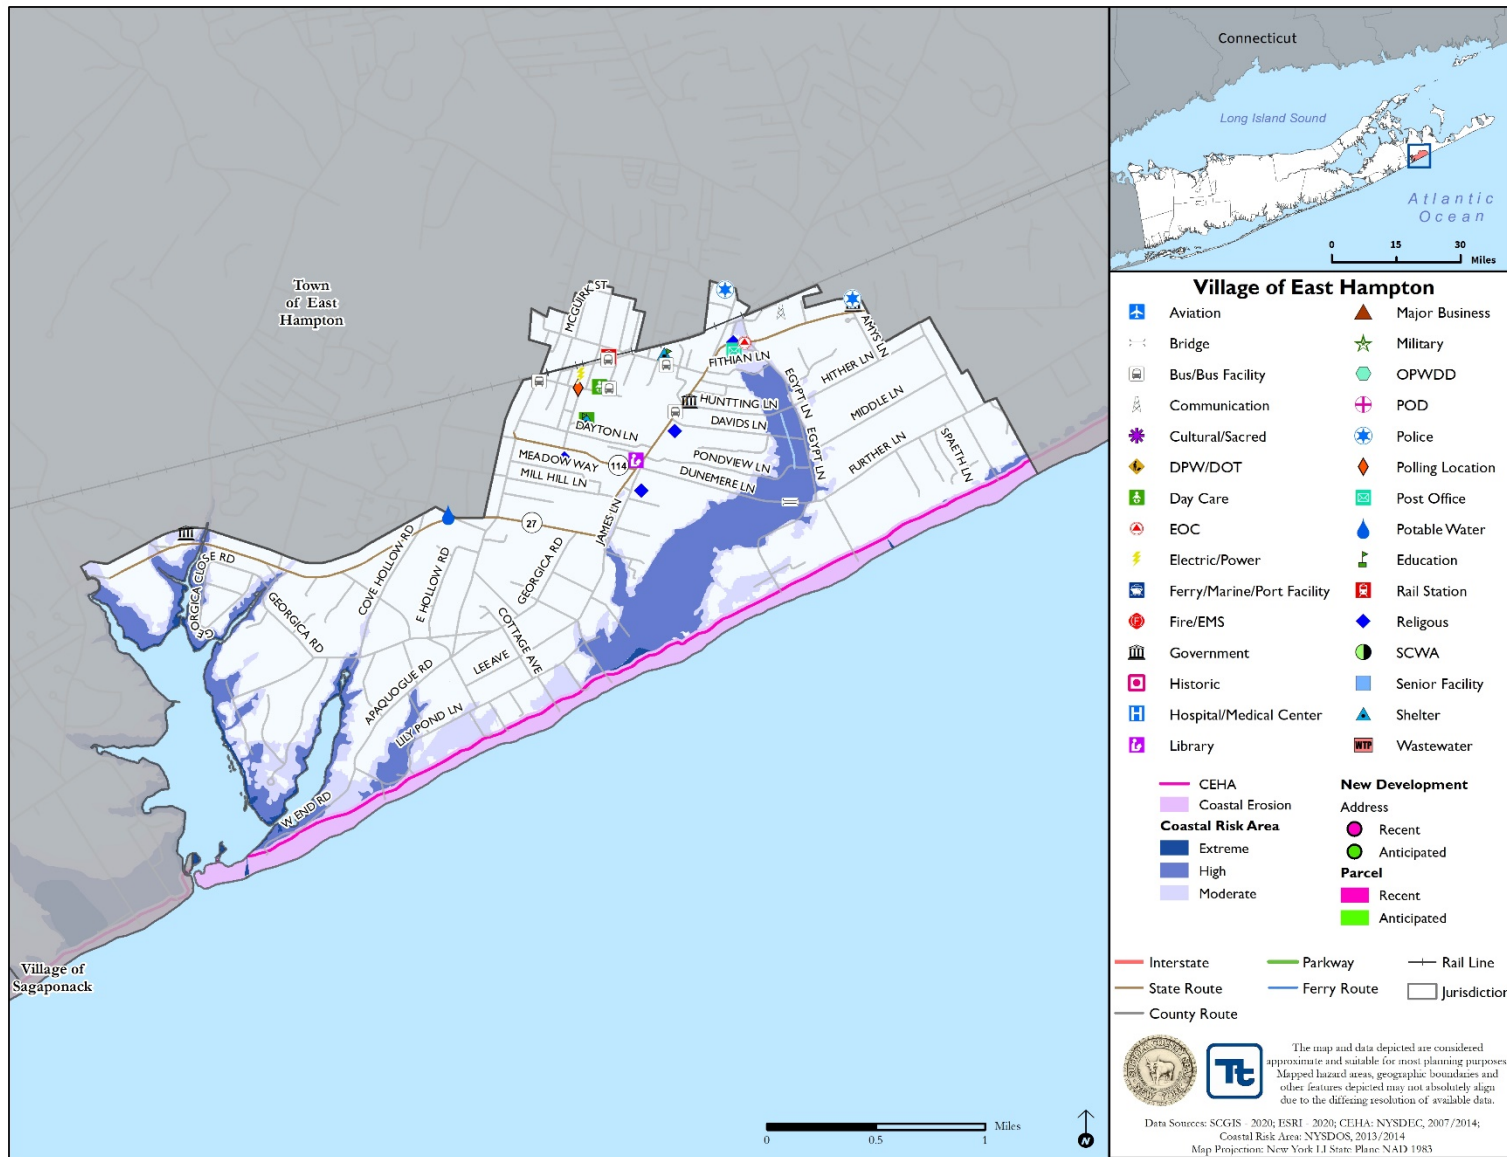 Town
of East
Hampton
Village of
Sagaponack
MCGUIRK ST
AMYS LN
FITHIAN LN
HITHER LN
EGYPT LN
HUNTTING LN
MIDDLE LN
DAVIDS LN
DAYTON LN
EGYPT LN
FURTHER LN
SPAETH LN
MEADOW WAY
114
PONDVIEW LN
MILL HILL LN
DUNEMERE LN
27
JAMES LN
COVE HOLLOW RD
E HOLLOW RD
GEORGICA RD
GEORGICA CLOSE RD
GEORGICA RD
COTTAGE AVE
LEE AVE
APAQUOGUE RD
LILY POND LN
W END RD
0 0.5 1 Miles
N
Connecticut
Long Island Sound
Atlantic
Ocean
0 15 30
Miles
Village of East Hampton
Aviation
Bridge
Bus/Bus Facility
Communication
Cultural/Sacred
DPW/DOT
Day Care
EOC
Electric/Power
Ferry/Marine/Port Facility
Fire/EMS
Government
Historic
Hospital/Medical Center
Library
Major Business
Military
OPWDD
POD
Police
Polling Location
Post Office
Potable Water
Education
Rail Station
Religous
SCWA
Senior Facility
Shelter
WTP Wastewater
CEHA
Coastal Erosion
Coastal Risk Area
Extreme
High
Moderate
New Development
Address
Recent
Anticipated
Parcel
Recent
Anticipated
Interstate
State Route
County Route
Parkway
Ferry Route
Rail Line
Jurisdiction
Tt
The map and data depicted are considered
approximate and suitable for most planning purposes
Mapped hazard areas, geographic boundaries and
other features depicted may not absolutely align
due to the differing resolution of available data.
Data Sources: SCGIS - 2020; ESRI - 2020; CEHA: NYSDEC, 2007/2014;
Coastal Risk Area: NYSDOS, 2013/2014
Map Projection: New York LI State Plane NAD 1983